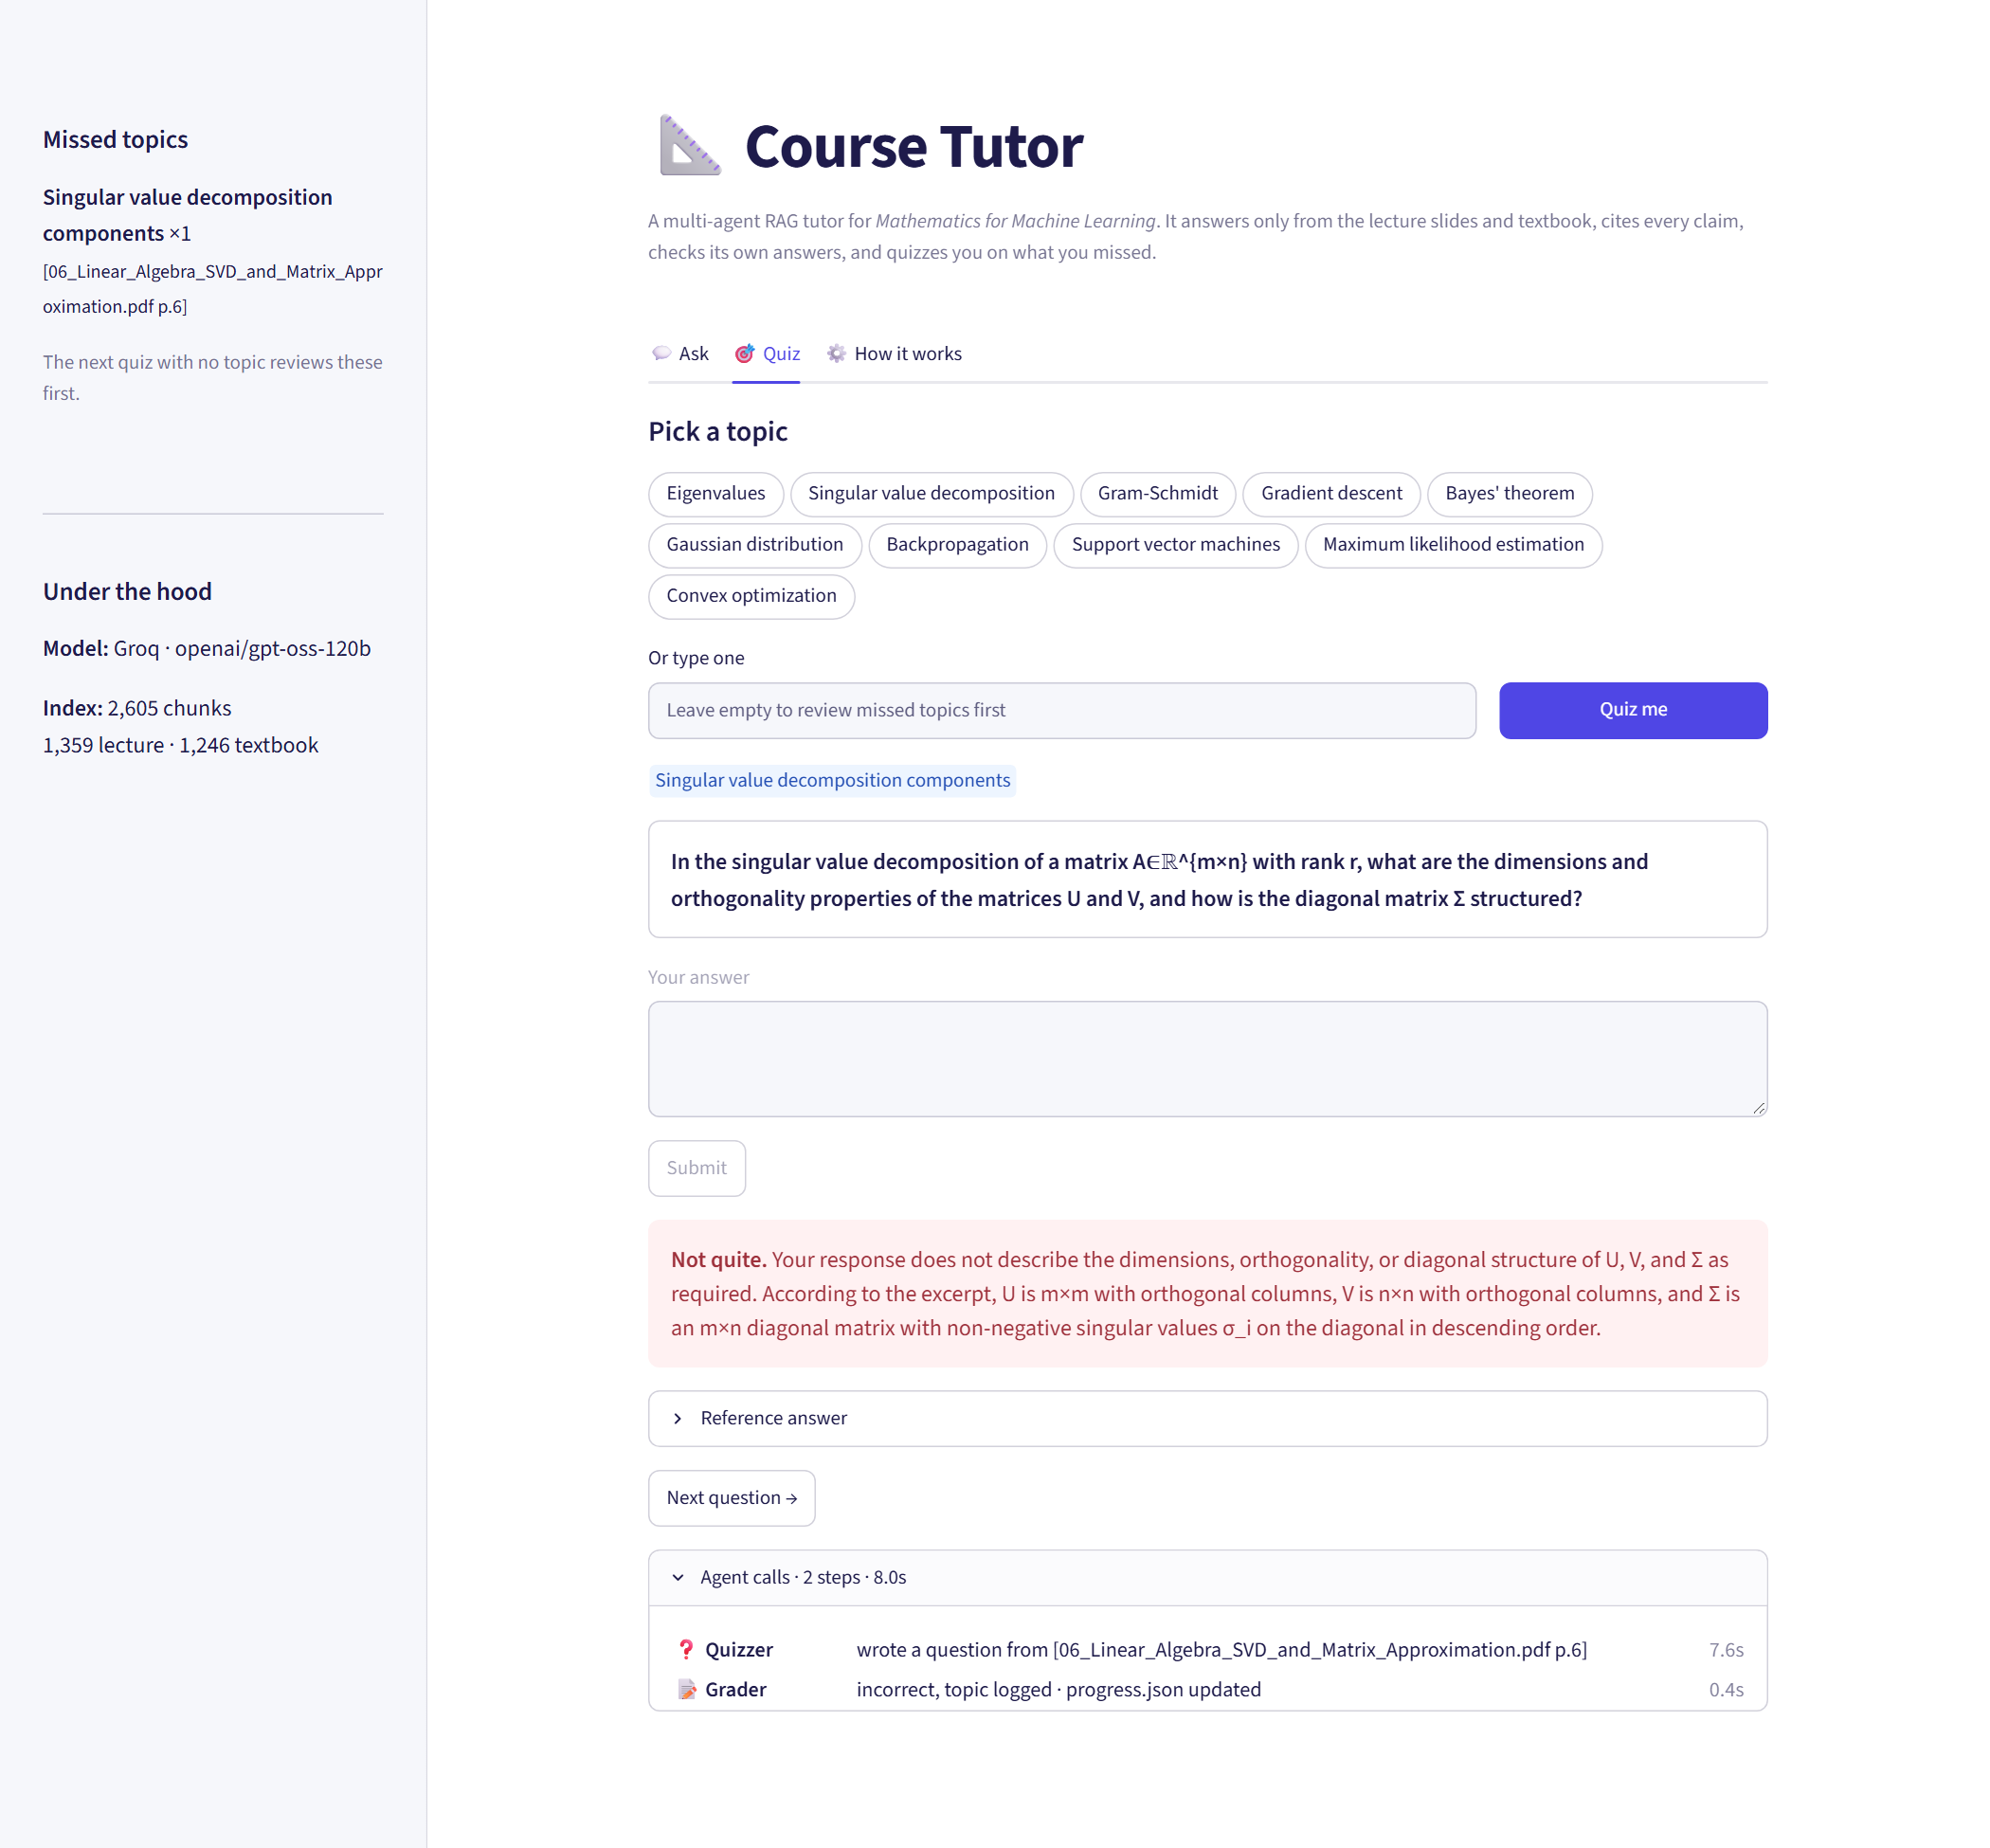 Missed topics
Singular value decomposition
components ×1
[06_Linear_Algebra_SVD_and_Matrix_Appr
oximation.pdf p.6]
The next quiz with no topic reviews these
first.
Under the hood
Model: Groq · openai/gpt-oss-120b
Index: 2,605 chunks
1,359 lecture · 1,246 textbook
Course Tutor
A multi-agent RAG tutor for Mathematics for Machine Learning. It answers only from the lecture slides and textbook, cites every claim,
checks its own answers, and quizzes you on what you missed.
Ask Quiz How it works
Pick a topic
Eigenvalues Singular value decomposition Gram-Schmidt Gradient descent Bayes' theorem
Gaussian distribution Backpropagation Support vector machines Maximum likelihood estimation
Convex optimization
Or type one
Leave empty to review missed topics first Quiz me
Singular value decomposition components
In the singular value decomposition of a matrix A∈ℝ^{m×n} with rank r, what are the dimensions and
orthogonality properties of the matrices U and V, and how is the diagonal matrix Σ structured?
Your answer
Submit
Not quite. Your response does not describe the dimensions, orthogonality, or diagonal structure of U, V, and Σ as
required. According to the excerpt, U is m×m with orthogonal columns, V is n×n with orthogonal columns, and Σ is
an m×n diagonal matrix with non-negative singular values σ_i on the diagonal in descending order.
Reference answer
Next question →
Agent calls · 2 steps · 8.0s
Quizzer wrote a question from [06_Linear_Algebra_SVD_and_Matrix_Approximation.pdf p.6] 7.6s
Grader incorrect, topic logged · progress.json updated 0.4s